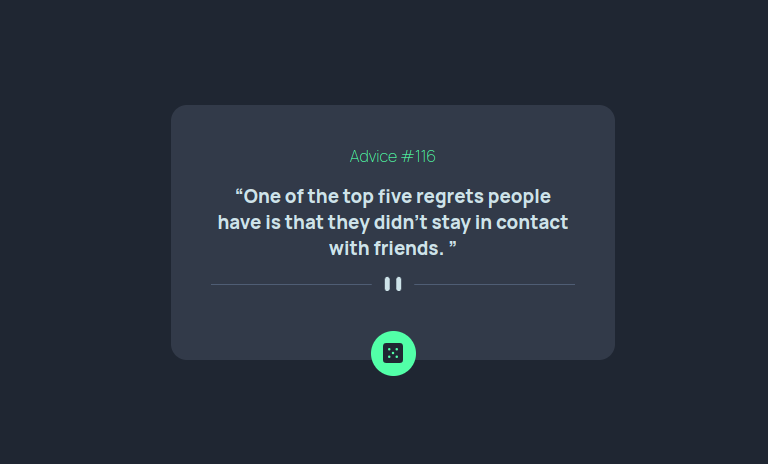 Advice #116
“One of the top five regrets people
have is that they didn’t stay in contact
with friends. ”